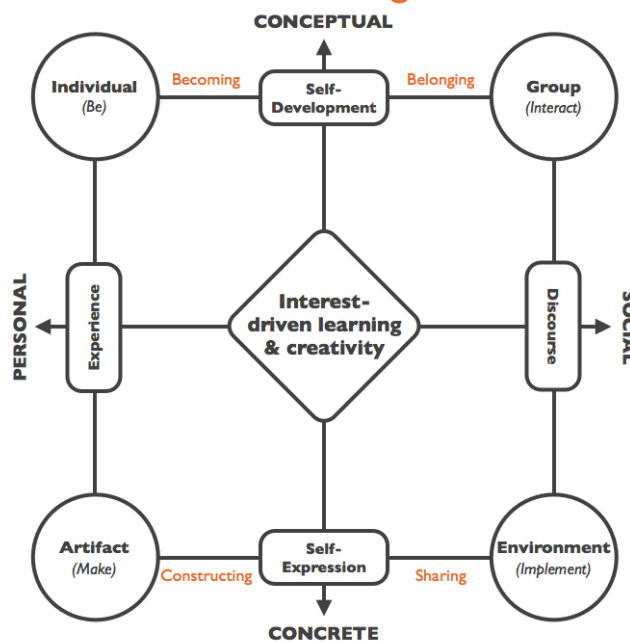 CONCEPTUAL
Individual
(Be)
Becoming
Self-
Development
Belonging
Group
(Interact)
PERSONAL
Experience
Interest-
driven learning
& creativity
Discourse
SOCIAL
Artifact
(Make)
Constructing
Self-
Expression
Sharing
Environment
(Implement)
CONCRETE